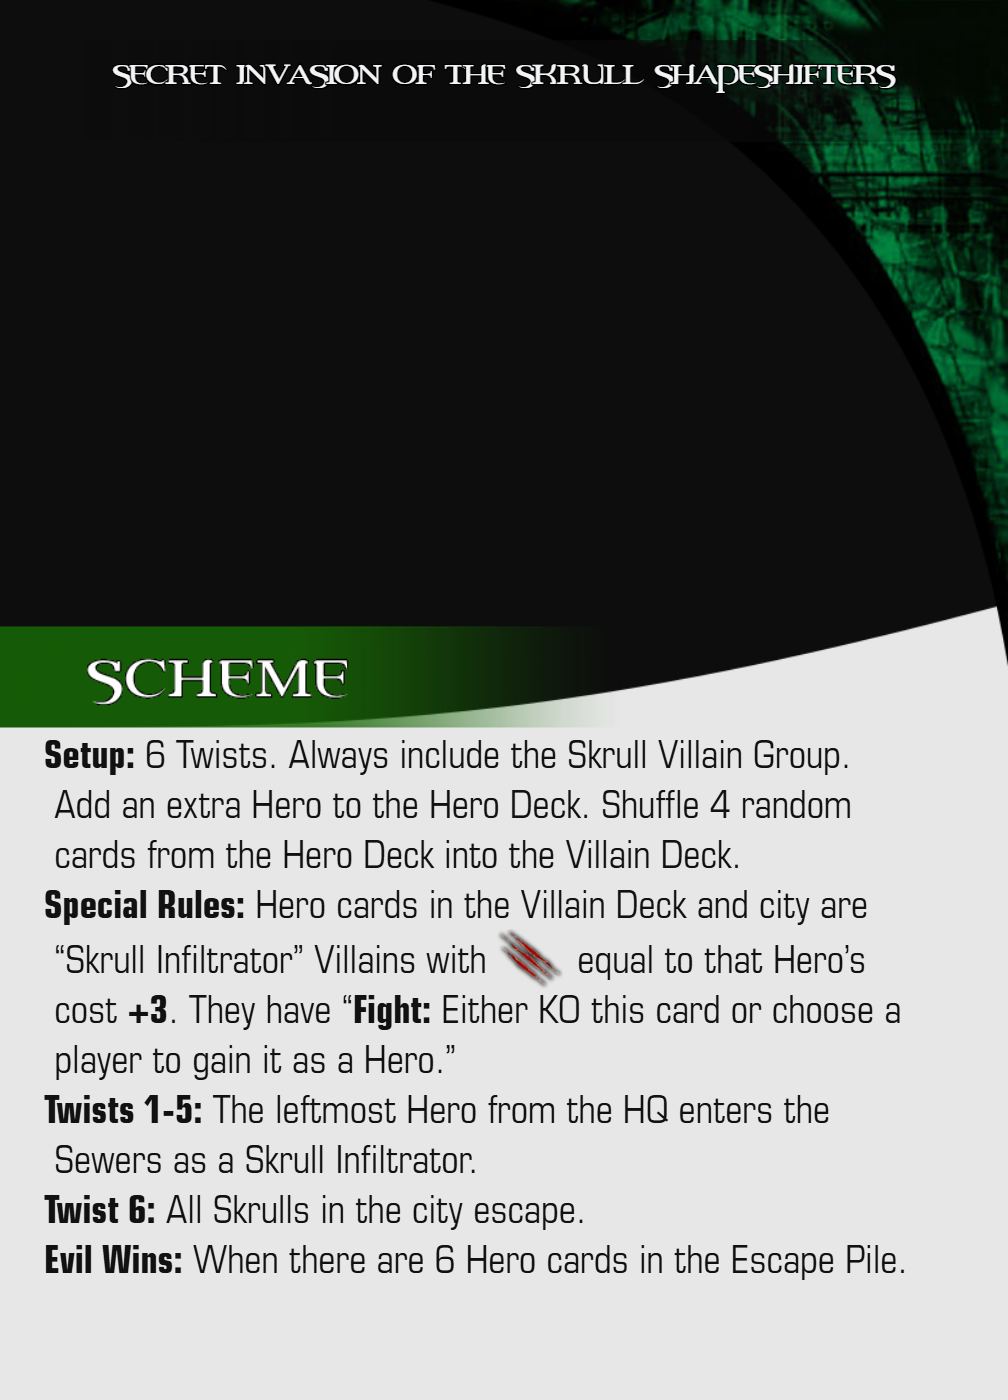 SECRET INVASION OF THE SKRULL SHAPESHIFTERS
SCHEME
Setup: 6 Twists. Always include the Skrull Villain Group.
Add an extra Hero to the Hero Deck. Shuffle 4 random
cards from the Hero Deck into the Villain Deck.
Special Rules: Hero cards in the Villain Deck and city are
“Skrull Infiltrator” Villains with equal to that Hero’s
cost +3. They have “Fight: Either KO this card or choose a
player to gain it as a Hero.”
Twists 1-5: The leftmost Hero from the HQ enters the
Sewers as a Skrull Infiltrator.
Twist 6: All Skrulls in the city escape.
Evil Wins: When there are 6 Hero cards in the Escape Pile.